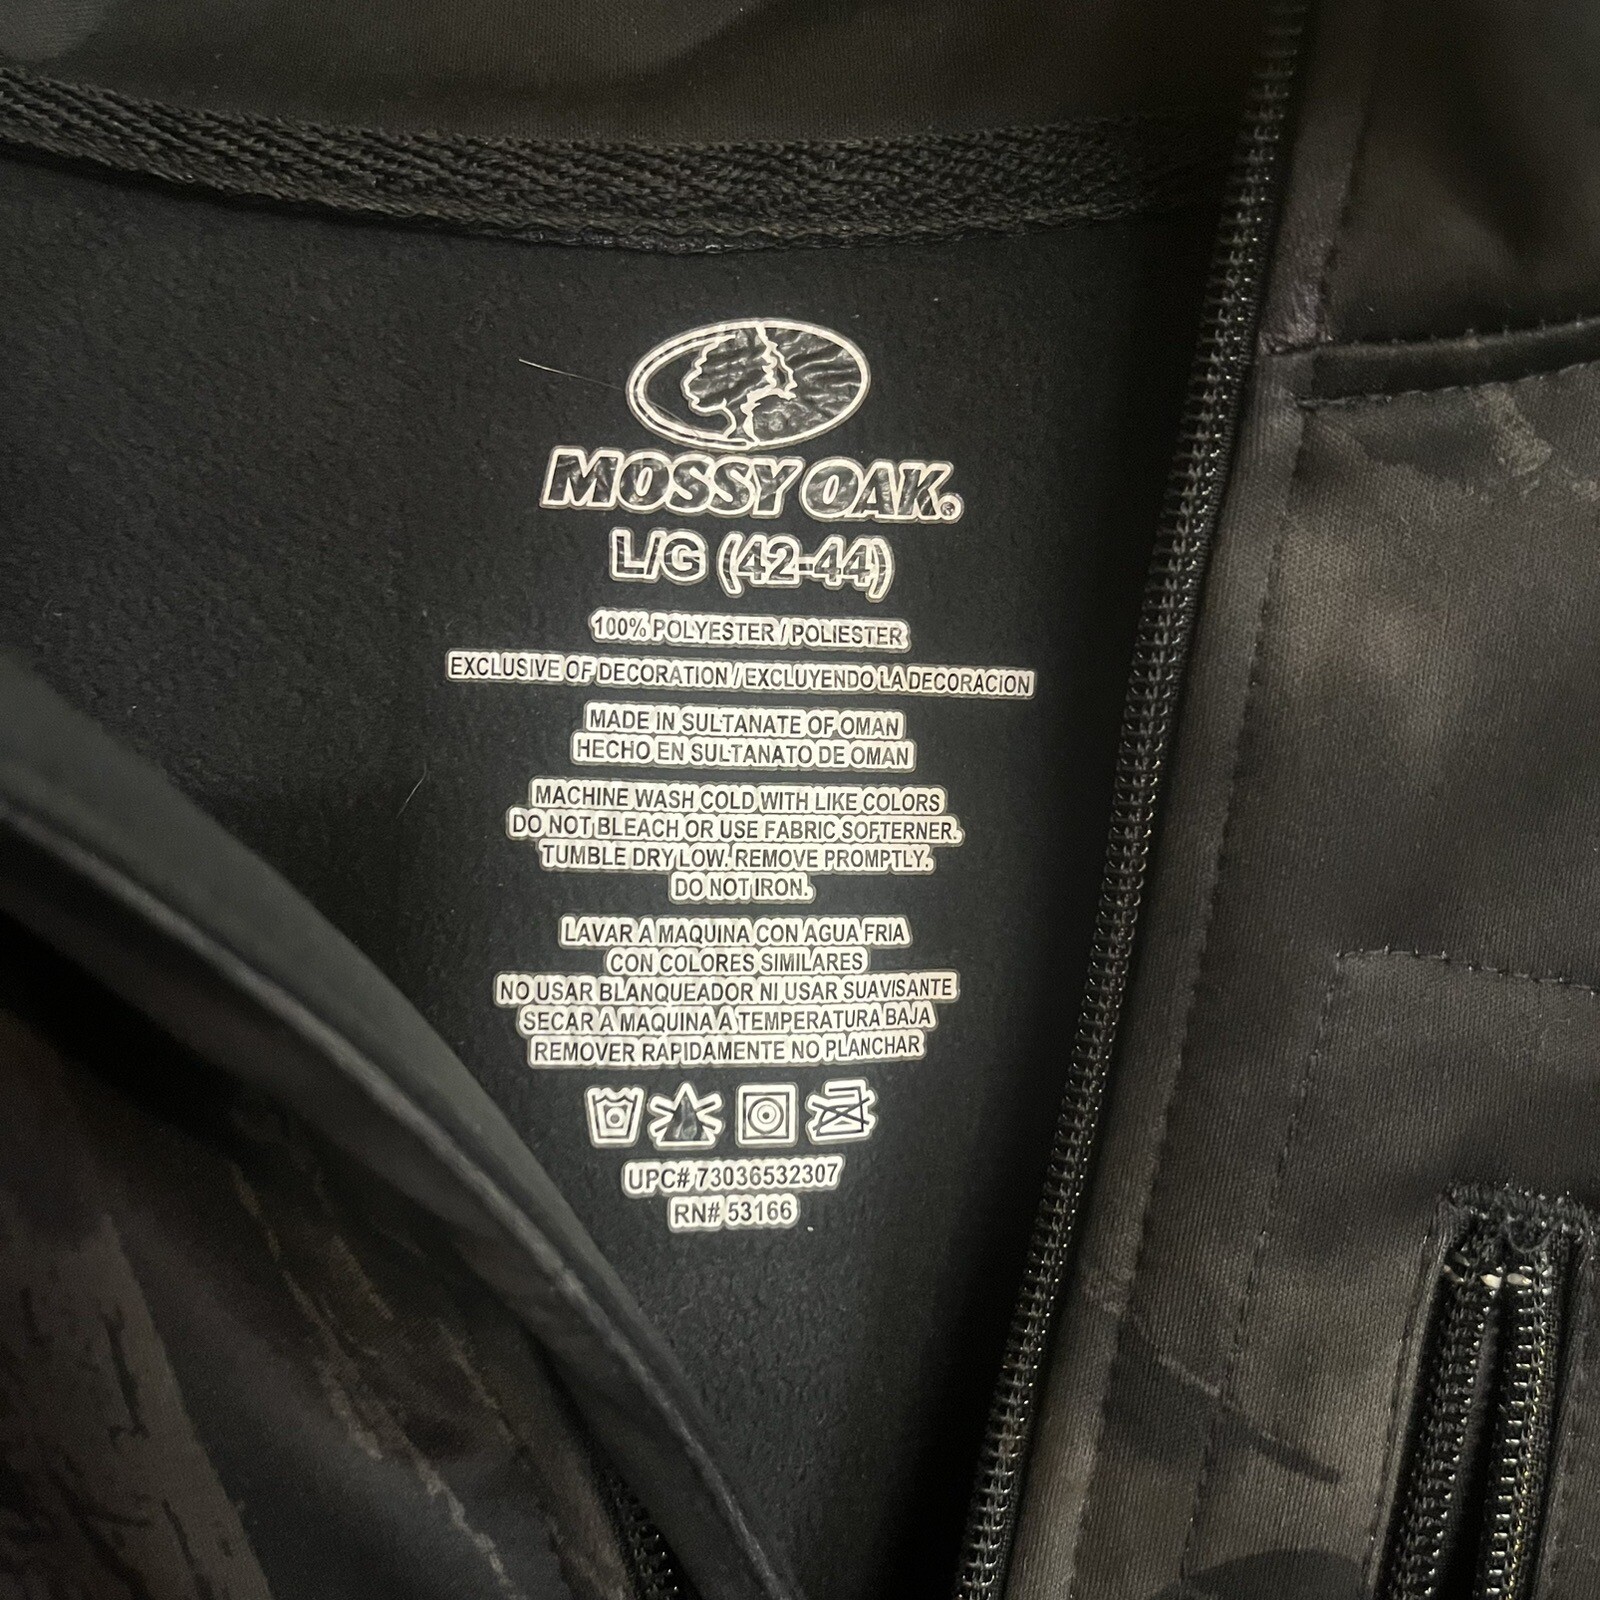 MOSSY OAK®
L/G (42-44)
100% POLYESTER / POLIESTER
EXCLUSIVE OF DECORATION / EXCLUYENDO LA DECORACION
MADE IN SULTANATE OF OMAN
HECHO EN SULTANATO DE OMAN
MACHINE WASH COLD WITH LIKE COLORS
DO NOT BLEACH OR USE FABRIC SOFTERNER.
TUMBLE DRY LOW. REMOVE PROMPTLY.
DO NOT IRON.
LAVAR A MAQUINA CON AGUA FRIA
CON COLORES SIMILARES
NO USAR BLANQUEADOR NI USAR SUAVISANTE
SECAR A MAQUINA A TEMPERATURA BAJA
REMOVER RAPIDAMENTE NO PLANCHAR
UPC# 73036532307
RN# 53166